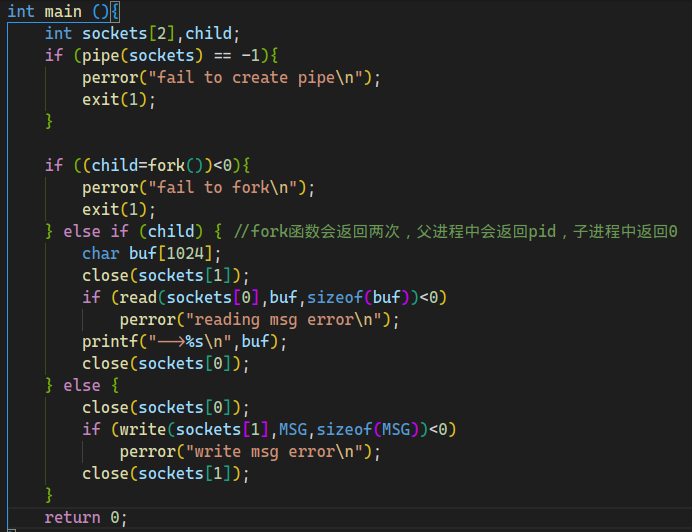 int main (){
    int sockets[2],child;
    if (pipe(sockets) == -1){
        perror("fail to create pipe\n");
        exit(1);
    }
    if ((child=fork())<0){
        perror("fail to fork\n");
        exit(1);
    } else if (child) { //fork函数会返回两次，父进程中会返回pid，子进程中返回0
        char buf[1024];
        close(sockets[1]);
        if (read(sockets[0],buf,sizeof(buf))<0)
            perror("reading msg error\n");
        printf("-->%s\n",buf);
        close(sockets[0]);
    } else {
        close(sockets[0]);
        if (write(sockets[1],MSG,sizeof(MSG))<0)
            perror("write msg error\n");
        close(sockets[1]);
    }
    return 0;